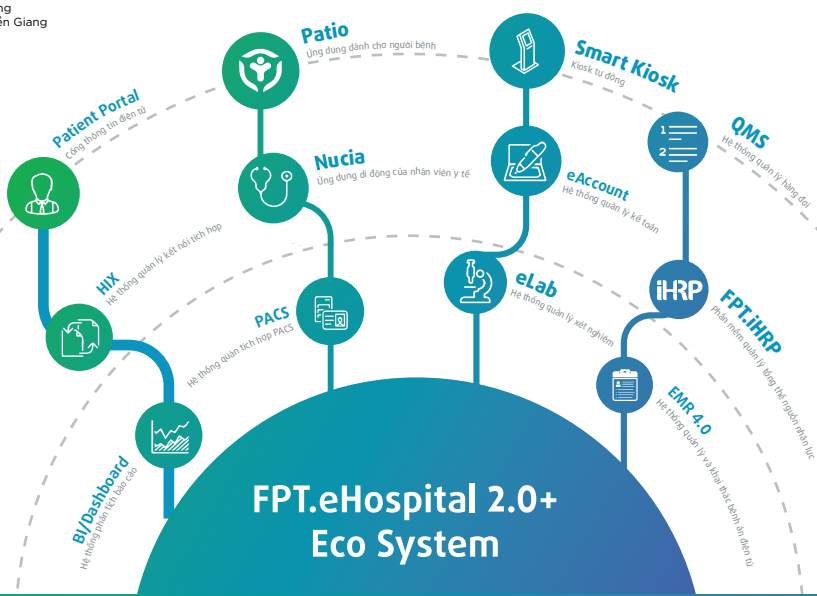 ng
ền Giang
Patient Portal
Cổng thông tin điện tử
Patio
Ứng dụng dành cho người bệnh
Smart Kiosk
Kiosk tự động
QMS
Hệ thống quản lý hàng đợi
Nucia
Ứng dụng di động của nhân viên y tế
eAccount
Hệ thống quản lý kế toán
HIX
Hệ thống quản lý kết nối tích hợp
PACS
Hệ thống quản tích hợp PACS
eLab
Hệ thống quản lý xét nghiệm
iHRP
FPT.iHRP
Phần mềm quản lý tổng thể nguồn nhân lực
BI/Dashboard
Hệ thống phân tích báo cáo
EMR 4.0
Hệ thống quản lý và khai thác bệnh án điện tử
1
2
FPT.eHospital 2.0+
Eco System